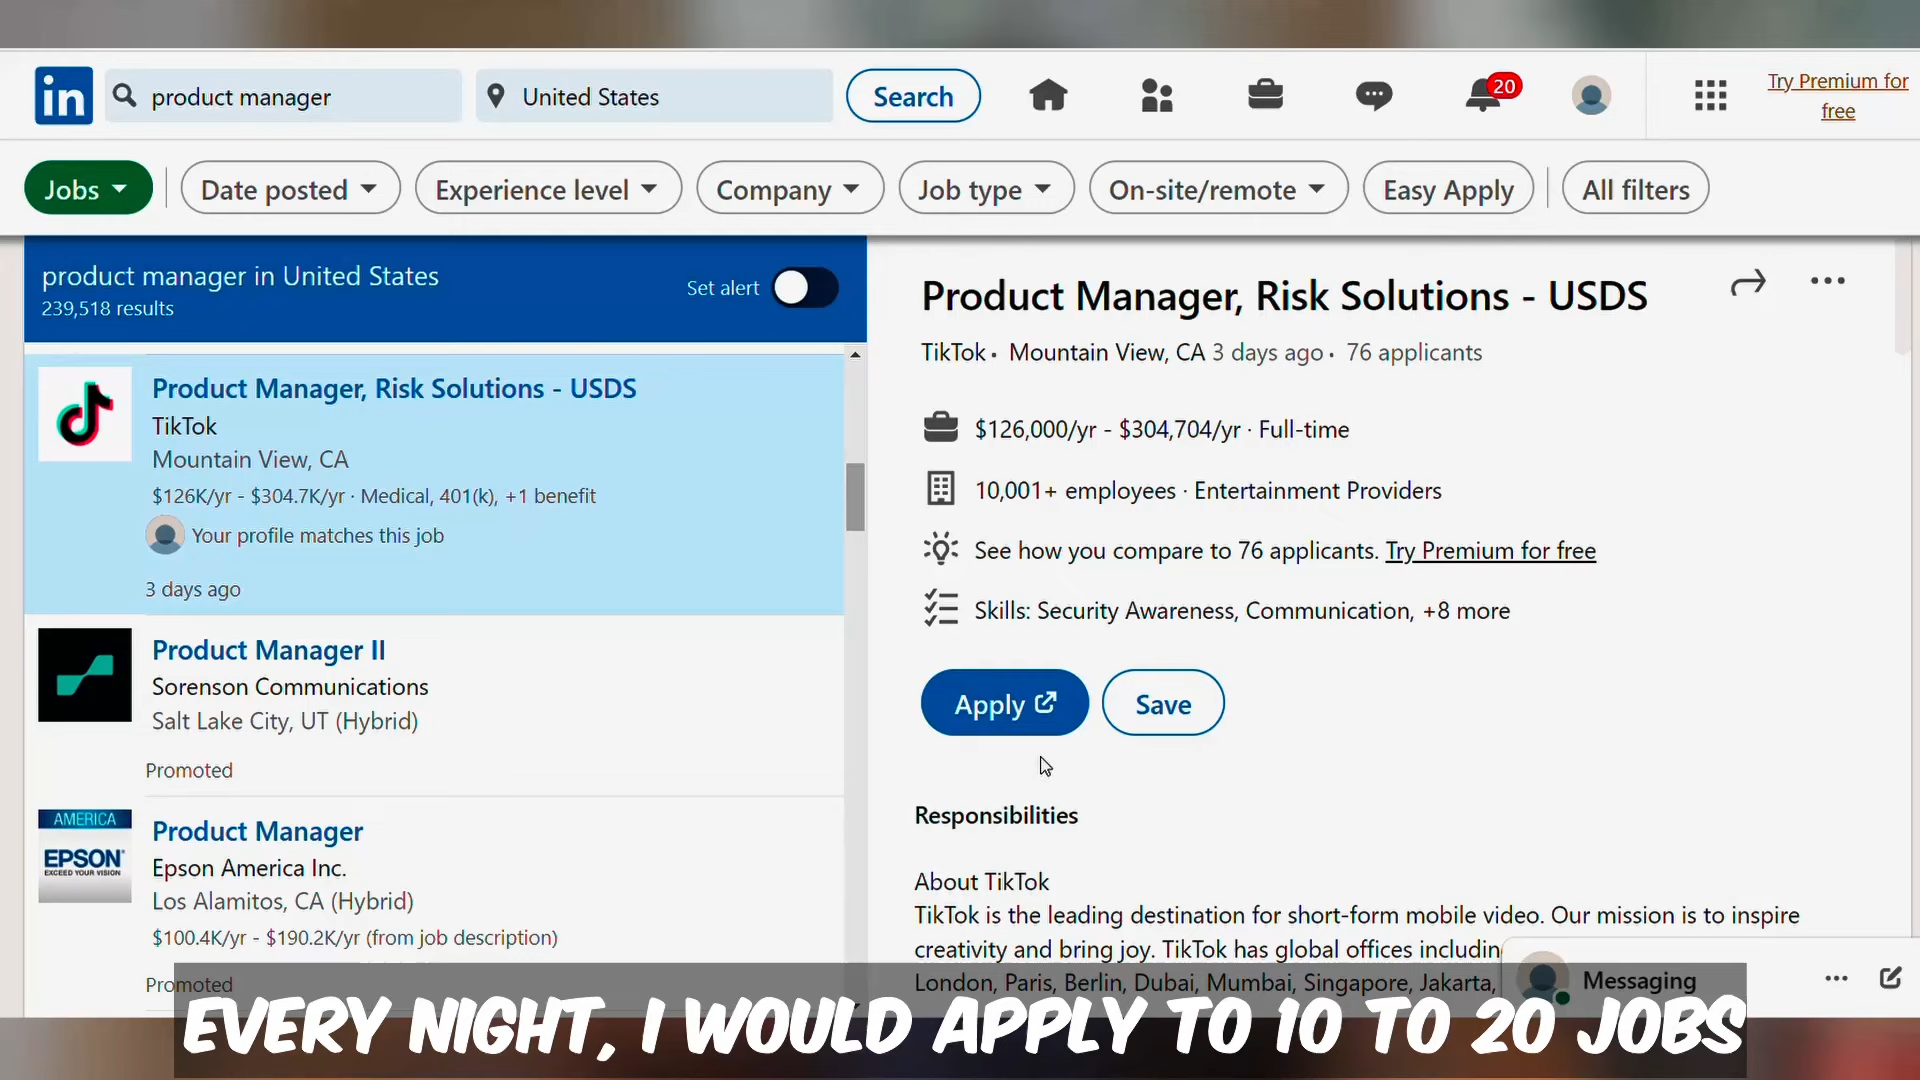 in
product manager
United States
Search
20
Try Premium for
free
Jobs
Date posted
Experience level
Company
Job type
On-site/remote
Easy Apply
All filters
product manager in United States
239,518 results
Set alert
Product Manager, Risk Solutions - USDS
TikTok
Mountain View, CA
$126K/yr - $304.7K/yr · Medical, 401(k), +1 benefit
Your profile matches this job
3 days ago
Product Manager II
Sorenson Communications
Salt Lake City, UT (Hybrid)
Promoted
AMERICA
EPSON
EXCEED YOUR VISION
Product Manager
Epson America Inc.
Los Alamitos, CA (Hybrid)
$100.4K/yr - $190.2K/yr (from job description)
Promoted
Product Manager, Risk Solutions - USDS
TikTok · Mountain View, CA 3 days ago · 76 applicants
$126,000/yr - $304,704/yr · Full-time
10,001+ employees · Entertainment Providers
See how you compare to 76 applicants. Try Premium for free
Skills: Security Awareness, Communication, +8 more
Apply
Save
Responsibilities
About TikTok
TikTok is the leading destination for short-form mobile video. Our mission is to inspire
creativity and bring joy. TikTok has global offices includin
London, Paris, Berlin, Dubai, Mumbai, Singapore, Jakarta,
Messaging
EVERY NIGHT, I WOULD APPLY TO 10 TO 20 JOBS